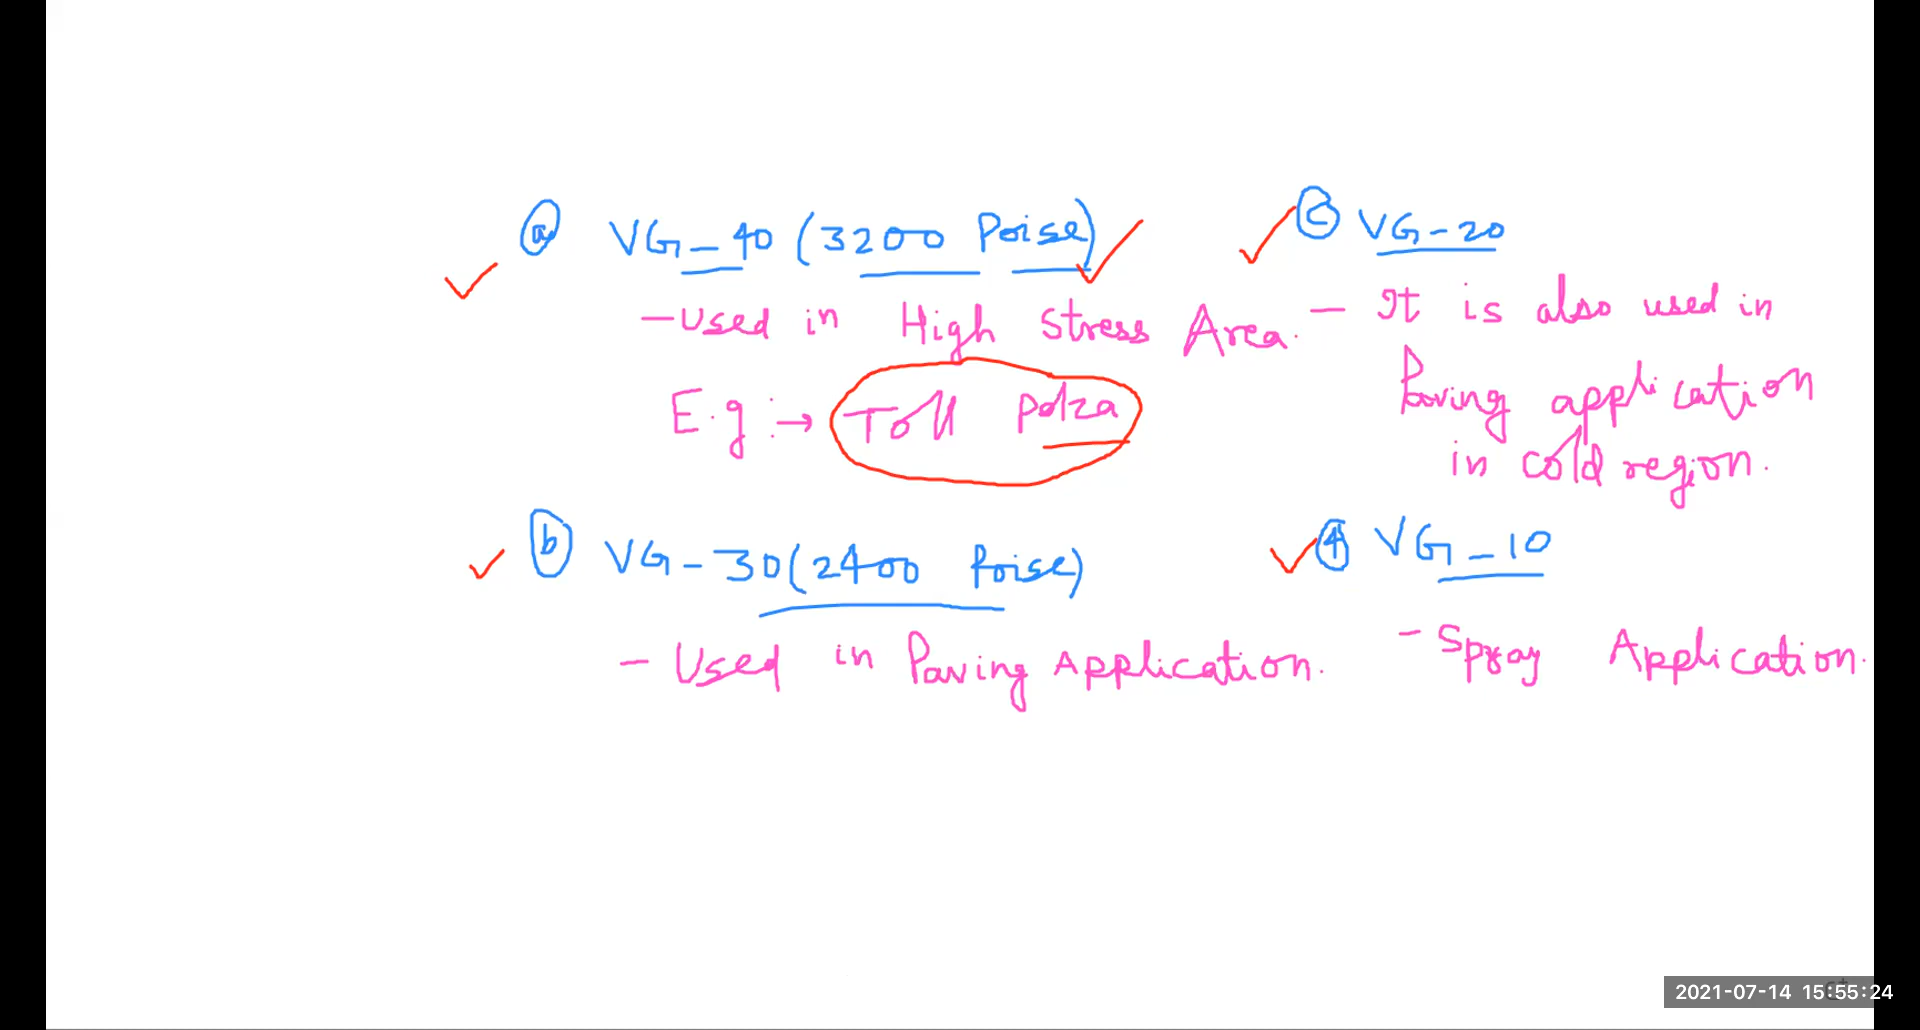 a VG-40 (3200 Poise)
- Used in High Stress Area.
E.g :→ Toll Palza
b VG-30 (2400 Poise)
- Used in Paving Application.
c VG-20
- It is also used in
Paving application
in cold region.
VG-10
- Spray Application.
2021-07-14 15:55:24